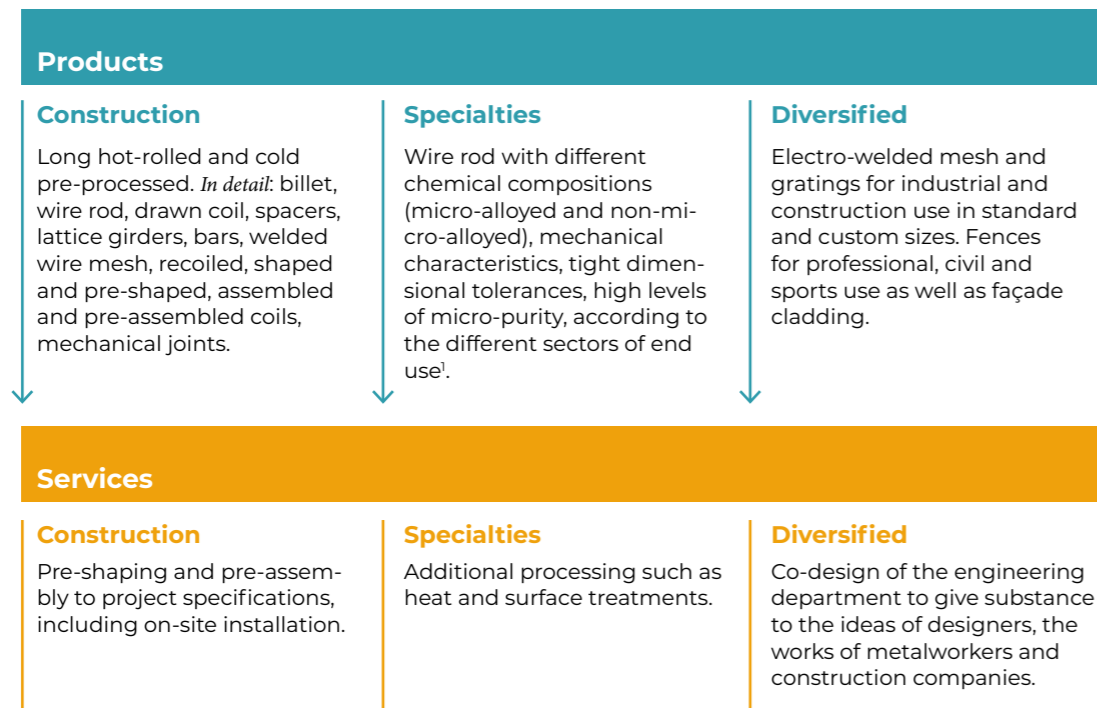 Products
Construction
Long hot-rolled and cold
pre-processed. In detail: billet,
wire rod, drawn coil, spacers,
lattice girders, bars, welded
wire mesh, recoiled, shaped
and pre-shaped, assembled
and pre-assembled coils,
mechanical joints.
Specialties
Wire rod with different
chemical compositions
(micro-alloyed and non-mi-
cro-alloyed), mechanical
characteristics, tight dimen-
sional tolerances, high levels
of micro-purity, according to
the different sectors of end
use¹.
Diversified
Electro-welded mesh and
gratings for industrial and
construction use in standard
and custom sizes. Fences
for professional, civil and
sports use as well as façade
cladding.
Services
Construction
Pre-shaping and pre-assem-
bly to project specifications,
including on-site installation.
Specialties
Additional processing such as
heat and surface treatments.
Diversified
Co-design of the engineering
department to give substance
to the ideas of designers, the
works of metalworkers and
construction companies.